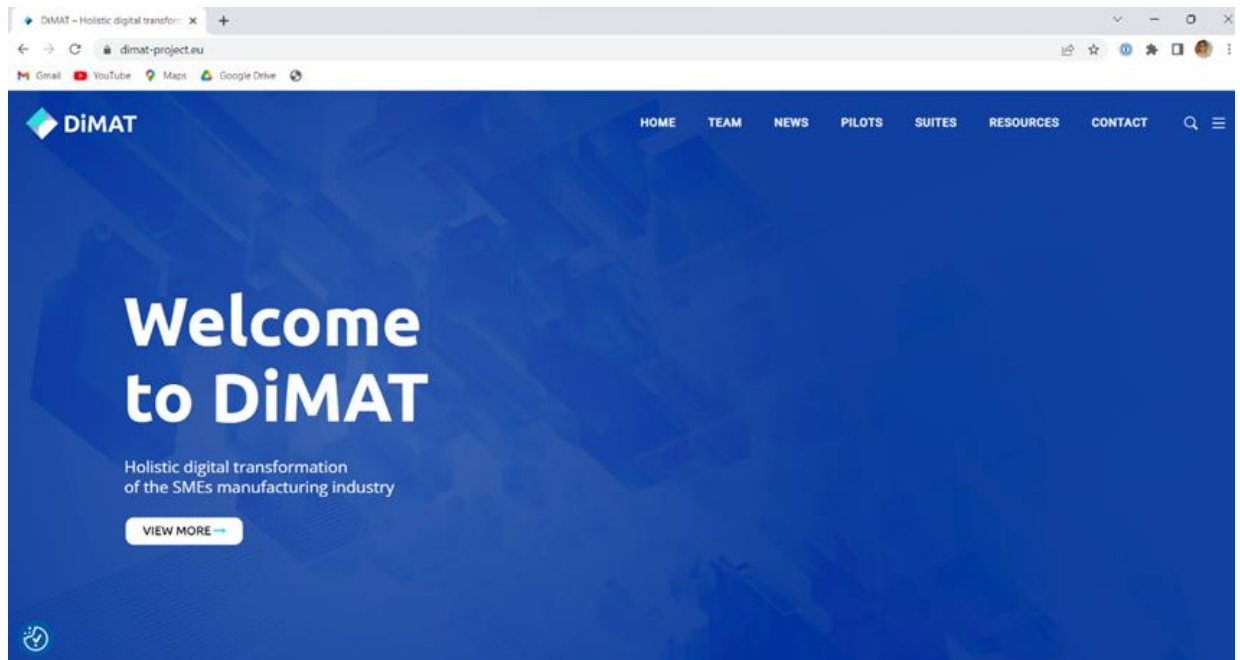 DiMAT – Holistic digital transform
dimat-project.eu
Gmail YouTube Maps Google Drive
DiMAT
HOME TEAM NEWS PILOTS SUITES RESOURCES CONTACT
Welcome
to DiMAT
Holistic digital transformation
of the SMEs manufacturing industry
VIEW MORE